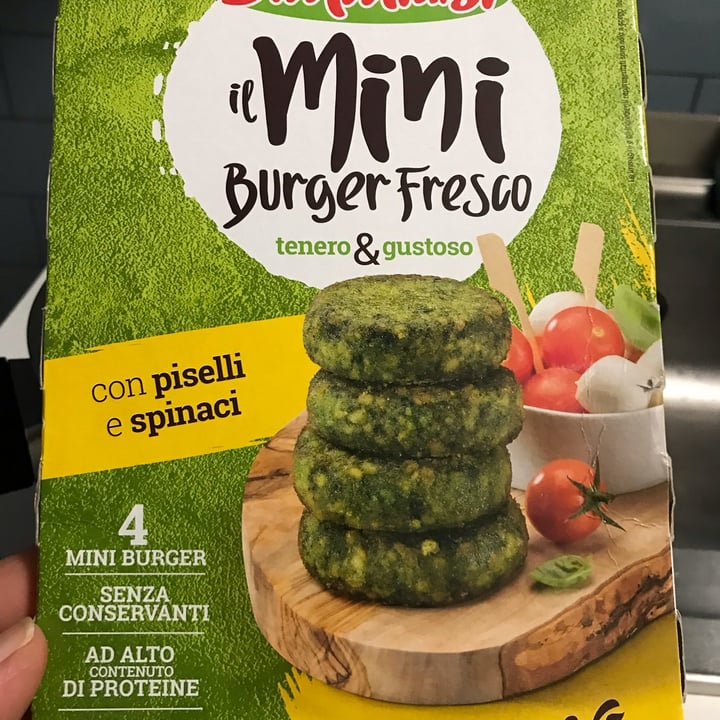 il Mini
Burger Fresco
tenero & gustoso
con piselli
e spinaci
4
MINI BURGER
SENZA
CONSERVANTI
AD ALTO
CONTENUTO
DI PROTEINE